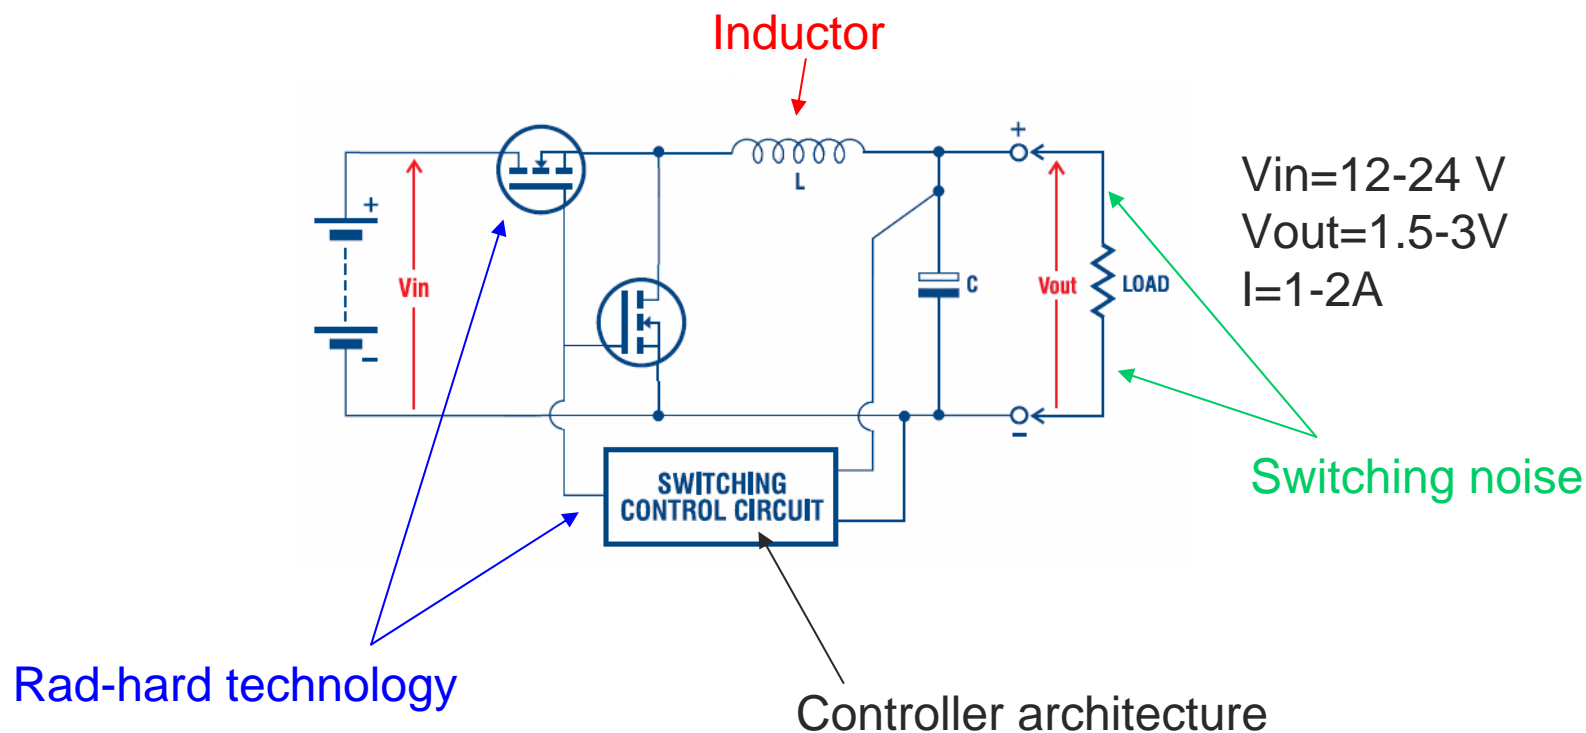 Inductor
+
L
+
Vin
C
Vout
LOAD
Vin=12-24 V
Vout=1.5-3V
I=1-2A
−
−
SWITCHING
CONTROL CIRCUIT
Switching noise
Rad-hard technology
Controller architecture